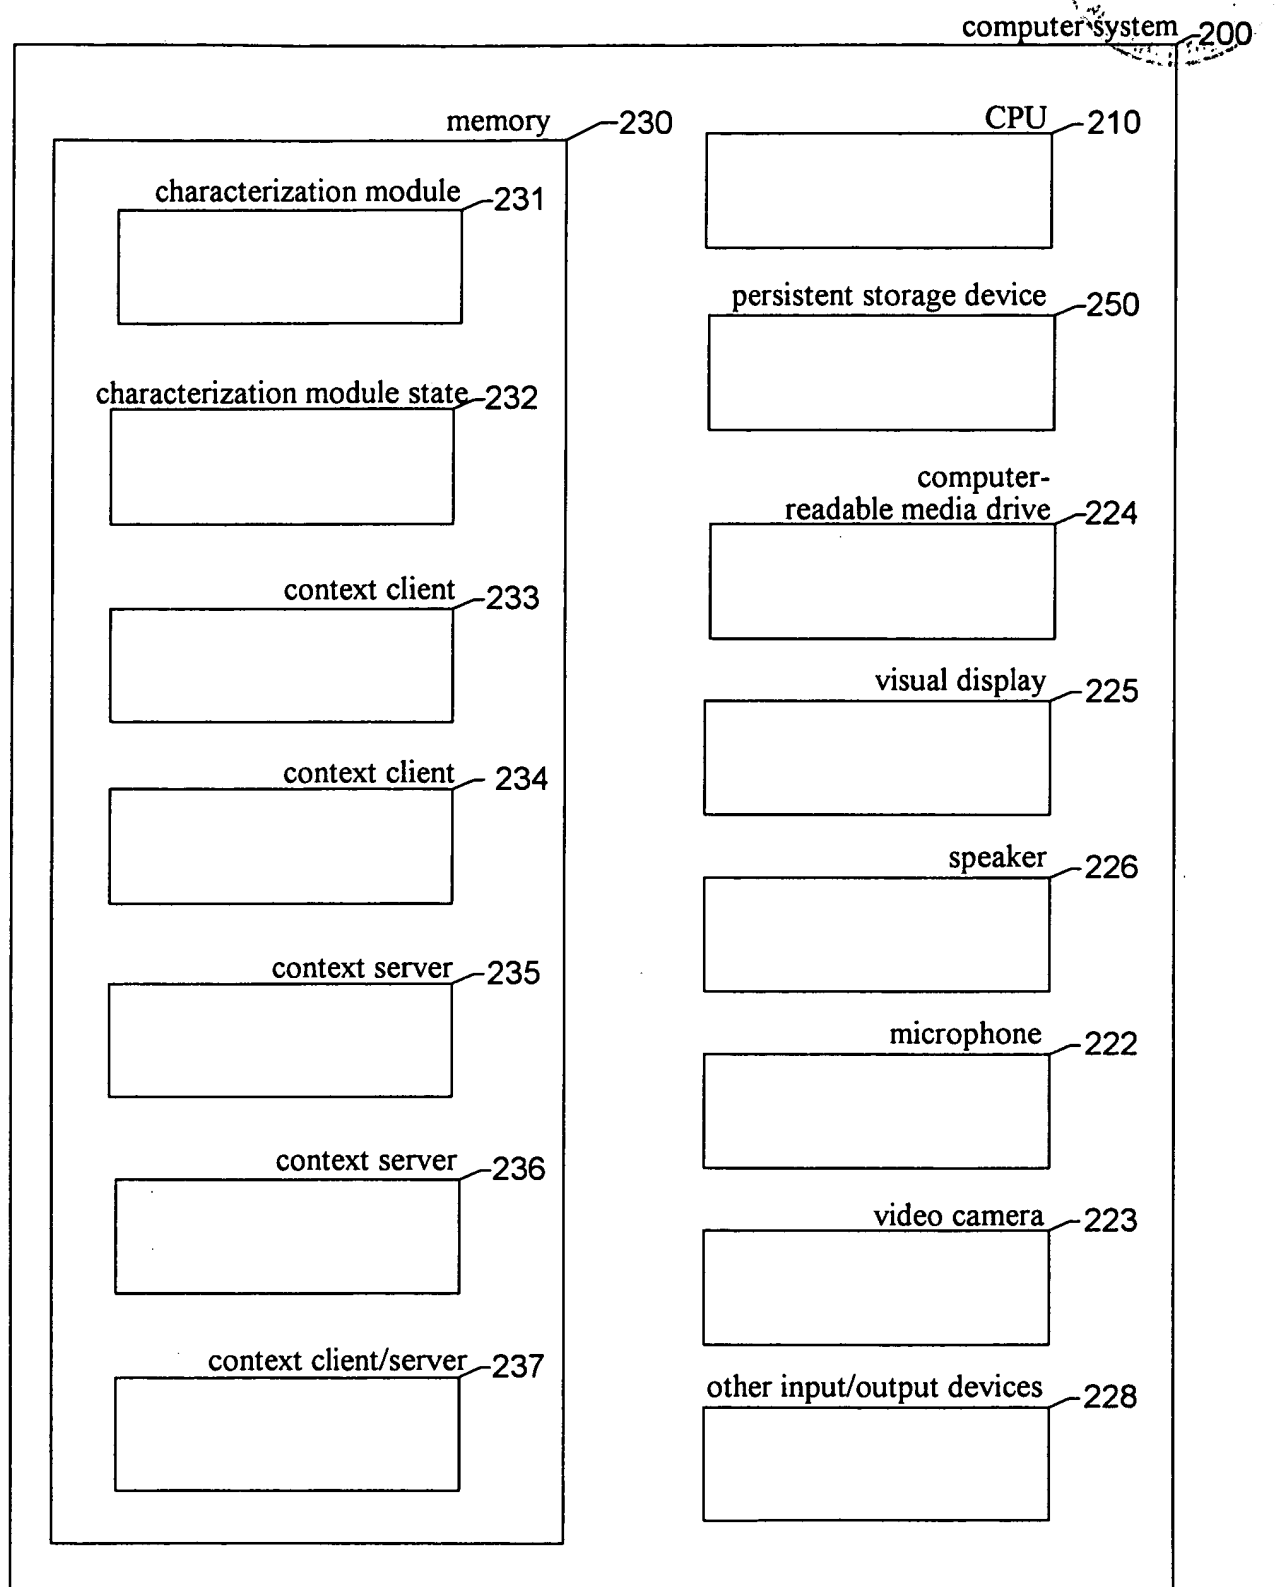 computer system 200
memory 230
characterization module 231
characterization module state 232
context client 233
context client 234
context server 235
context server 236
context client/server 237
CPU 210
persistent storage device 250
computer-
readable media drive 224
visual display 225
speaker 226
microphone 222
video camera 223
other input/output devices 228